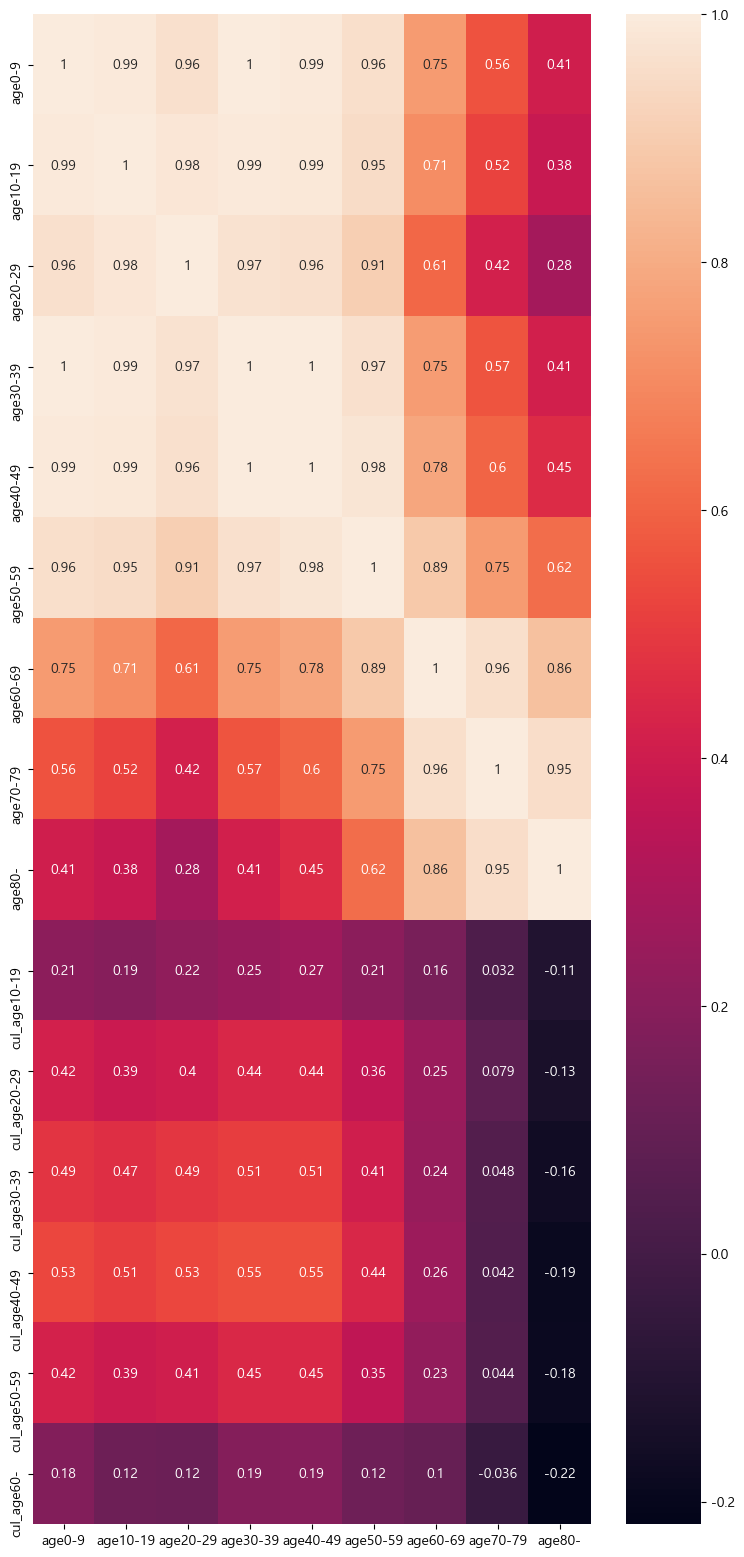 age0-9 1 0.99 0.96 1 0.99 0.96 0.75 0.56 0.41
age10-19 0.99 1 0.98 0.99 0.99 0.95 0.71 0.52 0.38
age20-29 0.96 0.98 1 0.97 0.96 0.91 0.61 0.42 0.28
age30-39 1 0.99 0.97 1 1 0.97 0.75 0.57 0.41
age40-49 0.99 0.99 0.96 1 1 0.98 0.78 0.6 0.45
age50-59 0.96 0.95 0.91 0.97 0.98 1 0.89 0.75 0.62
age60-69 0.75 0.71 0.61 0.75 0.78 0.89 1 0.96 0.86
age70-79 0.56 0.52 0.42 0.57 0.6 0.75 0.96 1 0.95
age80- 0.41 0.38 0.28 0.41 0.45 0.62 0.86 0.95 1
cul_age10-19 0.21 0.19 0.22 0.25 0.27 0.21 0.16 0.032 -0.11
cul_age20-29 0.42 0.39 0.4 0.44 0.44 0.36 0.25 0.079 -0.13
cul_age30-39 0.49 0.47 0.49 0.51 0.51 0.41 0.24 0.048 -0.16
cul_age40-49 0.53 0.51 0.53 0.55 0.55 0.44 0.26 0.042 -0.19
cul_age50-59 0.42 0.39 0.41 0.45 0.45 0.35 0.23 0.044 -0.18
cul_age60- 0.18 0.12 0.12 0.19 0.19 0.12 0.1 -0.036 -0.22
age0-9 age10-19 age20-29 age30-39 age40-49 age50-59 age60-69 age70-79 age80-
1.0
0.8
0.6
0.4
0.2
0.0
-0.2